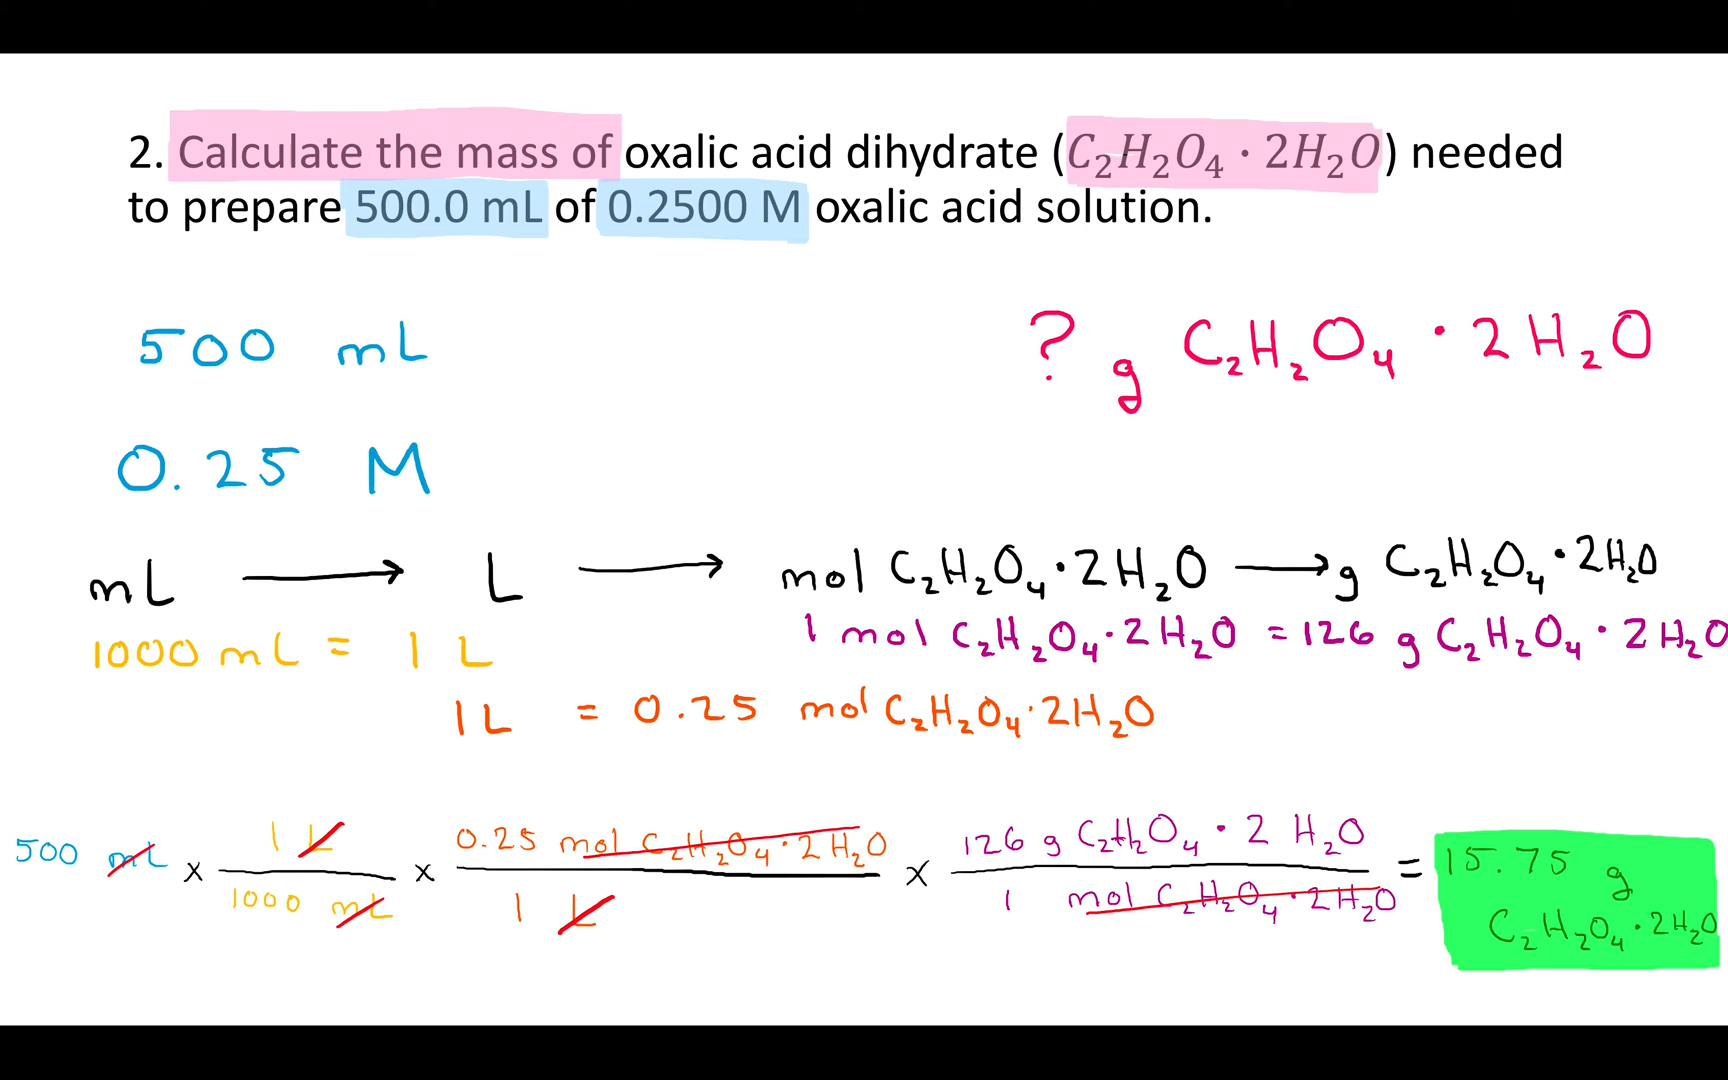 2. Calculate the mass of oxalic acid dihydrate (C₂H₂O₄ · 2H₂O) needed
to prepare 500.0 mL of 0.2500 M oxalic acid solution.
500 mL
? g C₂H₂O₄ · 2H₂O
0.25 M
mL → L → mol C₂H₂O₄·2H₂O → g C₂H₂O₄·2H₂O
1000 mL = 1 L
1 mol C₂H₂O₄·2H₂O = 126 g C₂H₂O₄·2H₂O
1L = 0.25 mol C₂H₂O₄·2H₂O
500 mL × 1 L / 1000 mL × 0.25 mol C₂H₂O₄·2H₂O / 1 L × 126 g C₂H₂O₄·2H₂O / 1 mol C₂H₂O₄·2H₂O = 15.75 g
C₂H₂O₄·2H₂O